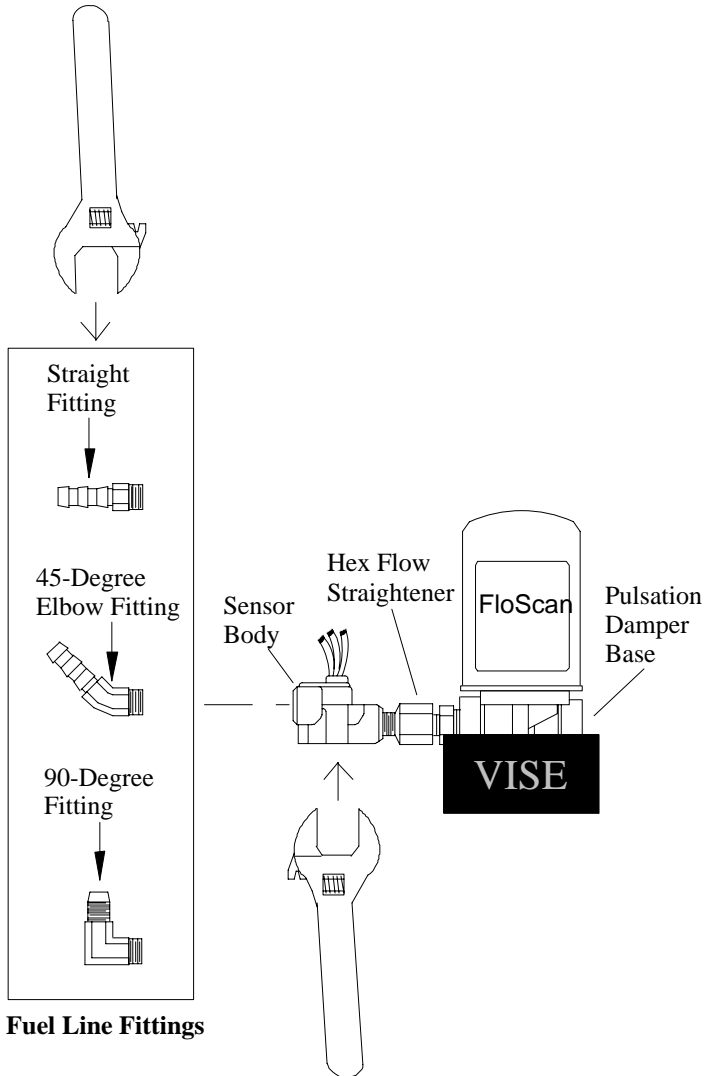 Straight
Fitting
45-Degree
Elbow Fitting
90-Degree
Fitting
Fuel Line Fittings
Sensor
Body
Hex Flow
Straightener
FloScan
Pulsation
Damper
Base
VISE